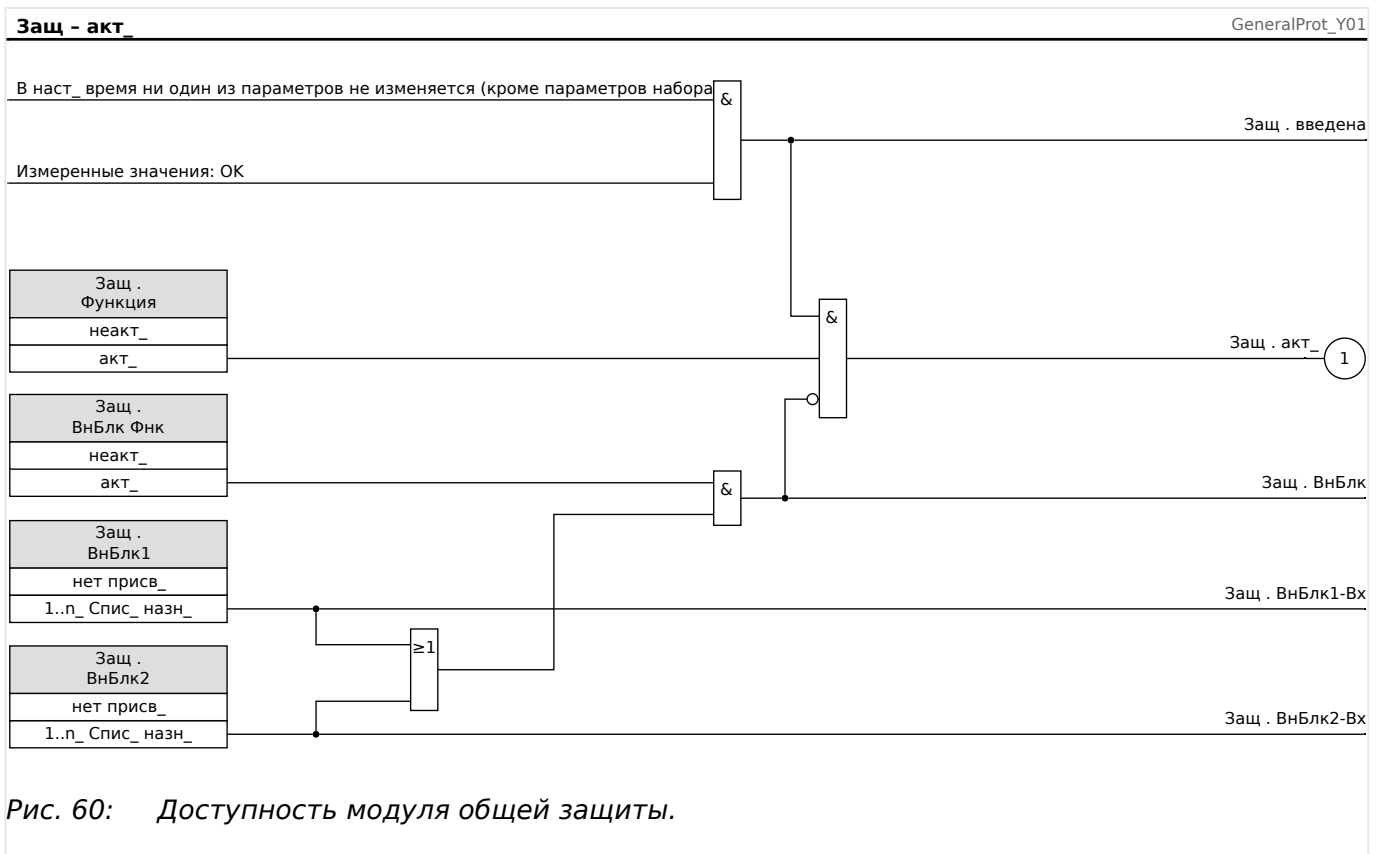 Защ – акт_
GeneralProt_Y01
В наст_ время ни один из параметров не изменяется (кроме параметров набора
&
Защ . введена
Измеренные значения: OK
Защ .
Функция
неакт_
акт_
&
Защ . акт_
1
Защ .
ВнБлк Фнк
неакт_
акт_
&
Защ . ВнБлк
Защ .
ВнБлк1
нет присв_
1..n_ Спис_ назн_
Защ . ВнБлк1-Вх
≥1
Защ .
ВнБлк2
нет присв_
1..n_ Спис_ назн_
Защ . ВнБлк2-Вх
Рис. 60: Доступность модуля общей защиты.